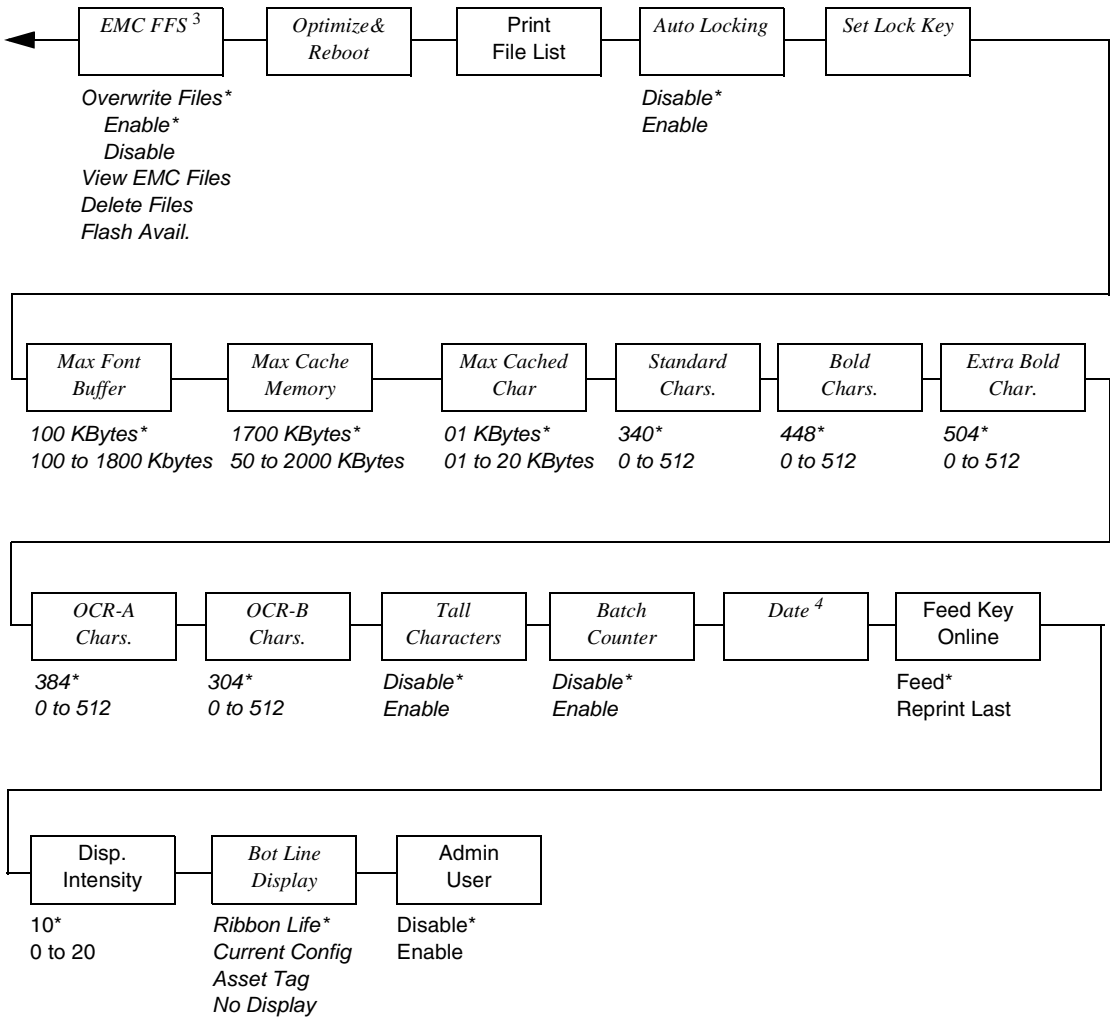 EMC FFS 3
Optimize&
Reboot
Print
File List
Auto Locking
Set Lock Key
Overwrite Files*
Enable*
Disable
View EMC Files
Delete Files
Flash Avail.
Disable*
Enable
Max Font
Buffer
Max Cache
Memory
Max Cached
Char
Standard
Chars.
Bold
Chars.
Extra Bold
Char.
100 KBytes*
100 to 1800 Kbytes
1700 KBytes*
50 to 2000 KBytes
01 KBytes*
01 to 20 KBytes
340*
0 to 512
448*
0 to 512
504*
0 to 512
OCR-A
Chars.
OCR-B
Chars.
Tall
Characters
Batch
Counter
Date 4
Feed Key
Online
384*
0 to 512
304*
0 to 512
Disable*
Enable
Disable*
Enable
Feed*
Reprint Last
Disp.
Intensity
Bot Line
Display
Admin
User
10*
0 to 20
Ribbon Life*
Current Config
Asset Tag
No Display
Disable*
Enable